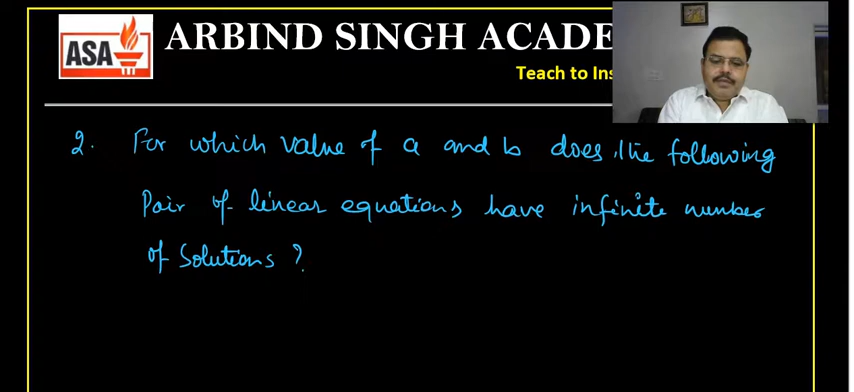 ASA
ARBIND SINGH ACADE
Teach to Ins
2. For which value of a and b does the following
Pair of linear equations have infinite number
of Solutions ?